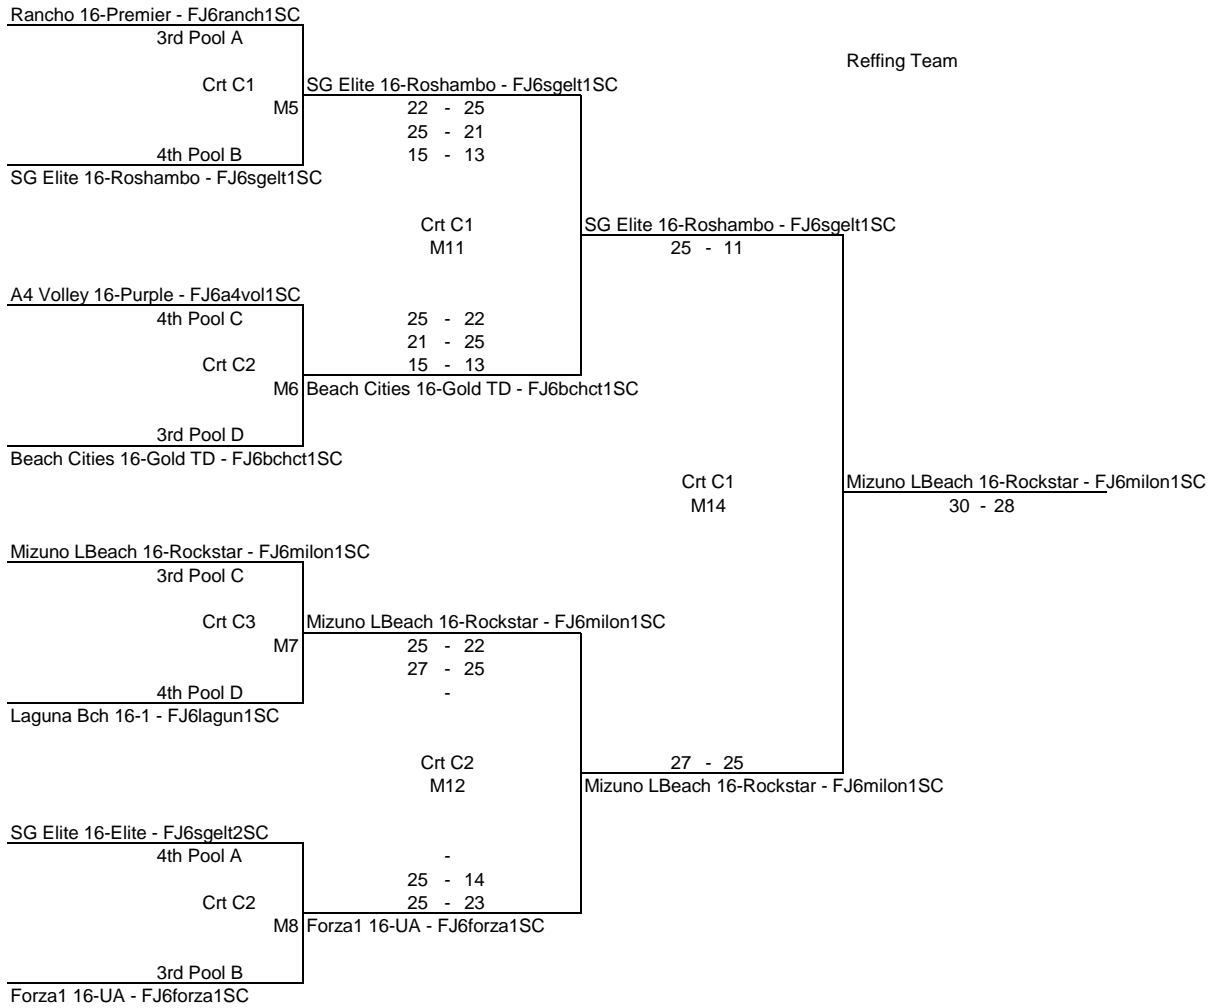 Rancho 16-Premier - FJ6ranch1SC
3rd Pool A
Reffing Team
Crt C1
SG Elite 16-Roshambo - FJ6sgelt1SC
M5
22 - 25
25 - 21
4th Pool B
15 - 13
SG Elite 16-Roshambo - FJ6sgelt1SC
Crt C1
SG Elite 16-Roshambo - FJ6sgelt1SC
M11
25 - 11
A4 Volley 16-Purple - FJ6a4vol1SC
4th Pool C
25 - 22
21 - 25
Crt C2
15 - 13
M6
Beach Cities 16-Gold TD - FJ6bchct1SC
3rd Pool D
Beach Cities 16-Gold TD - FJ6bchct1SC
Crt C1
Mizuno LBeach 16-Rockstar - FJ6milon1SC
M14
30 - 28
Mizuno LBeach 16-Rockstar - FJ6milon1SC
3rd Pool C
Crt C3
Mizuno LBeach 16-Rockstar - FJ6milon1SC
M7
25 - 22
27 - 25
4th Pool D
-
Laguna Bch 16-1 - FJ6lagun1SC
Crt C2
27 - 25
M12
Mizuno LBeach 16-Rockstar - FJ6milon1SC
SG Elite 16-Elite - FJ6sgelt2SC
4th Pool A
-
25 - 14
Crt C2
25 - 23
M8
Forza1 16-UA - FJ6forza1SC
3rd Pool B
Forza1 16-UA - FJ6forza1SC